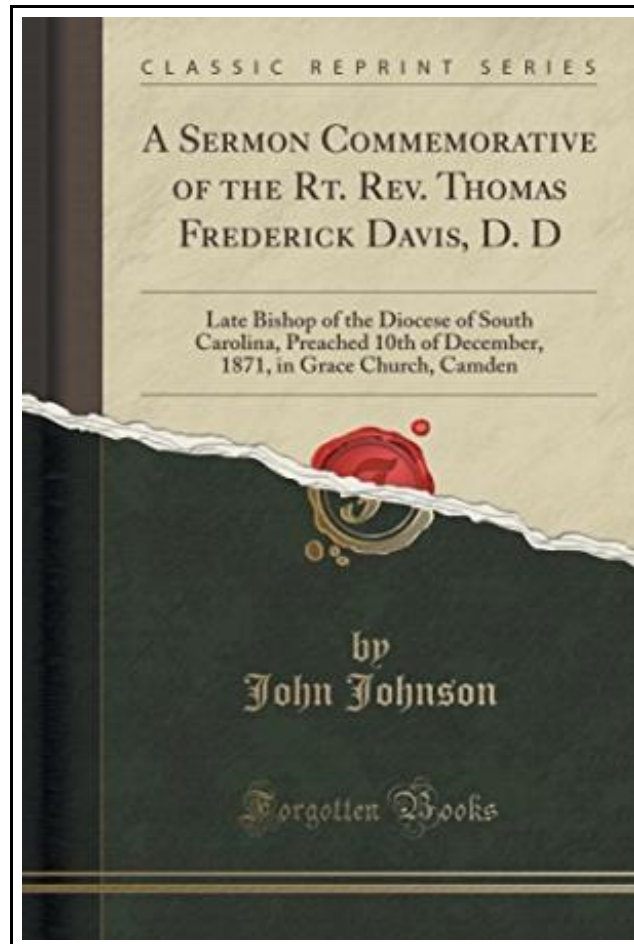 CLASSIC REPRINT SERIES
A SERMON COMMEMORATIVE
OF THE RT. REV. THOMAS
FREDERICK DAVIS, D. D
Late Bishop of the Diocese of South
Carolina, Preached 10th of December,
1871, in Grace Church, Camden
by
John Johnson
Forgotten Books